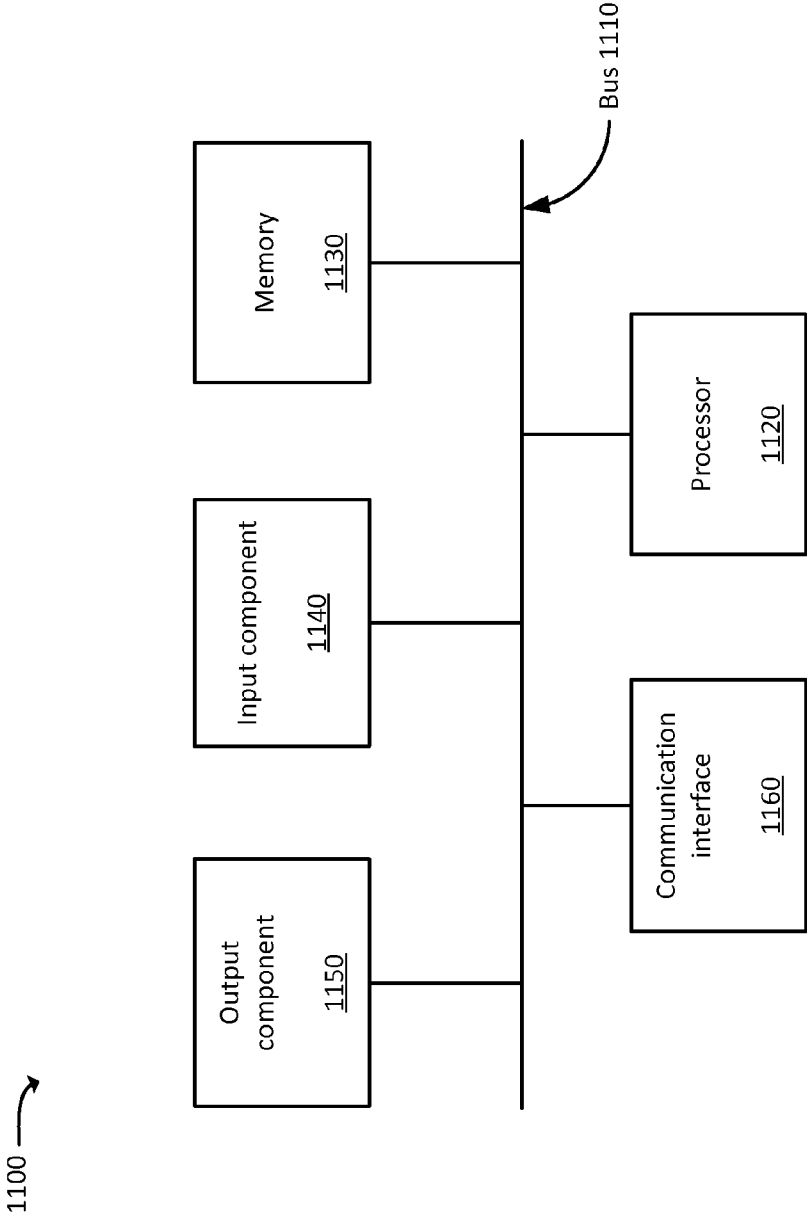 1100
Output
component
1150
Input component
1140
Memory
1130
Bus 1110
Communication
interface
1160
Processor
1120